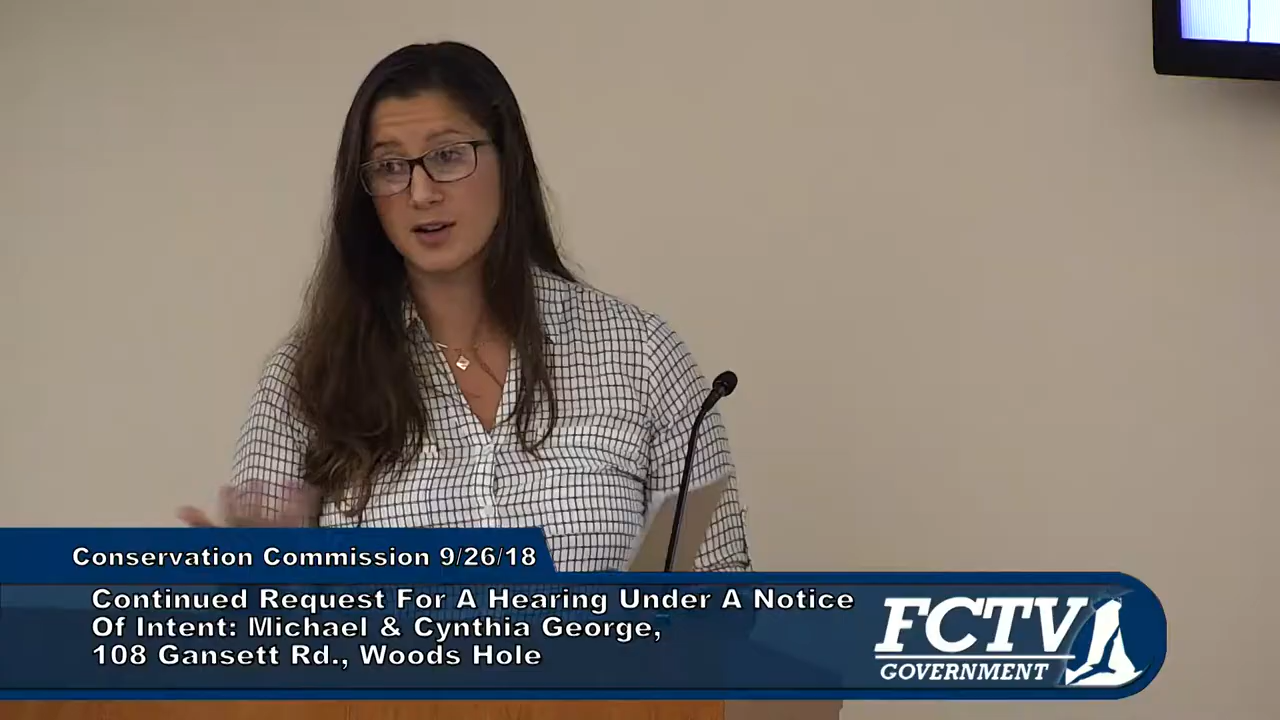 Conservation Commission 9/26/18
Continued Request For A Hearing Under A Notice
Of Intent: Michael & Cynthia George,
108 Gansett Rd., Woods Hole
FCTV
GOVERNMENT